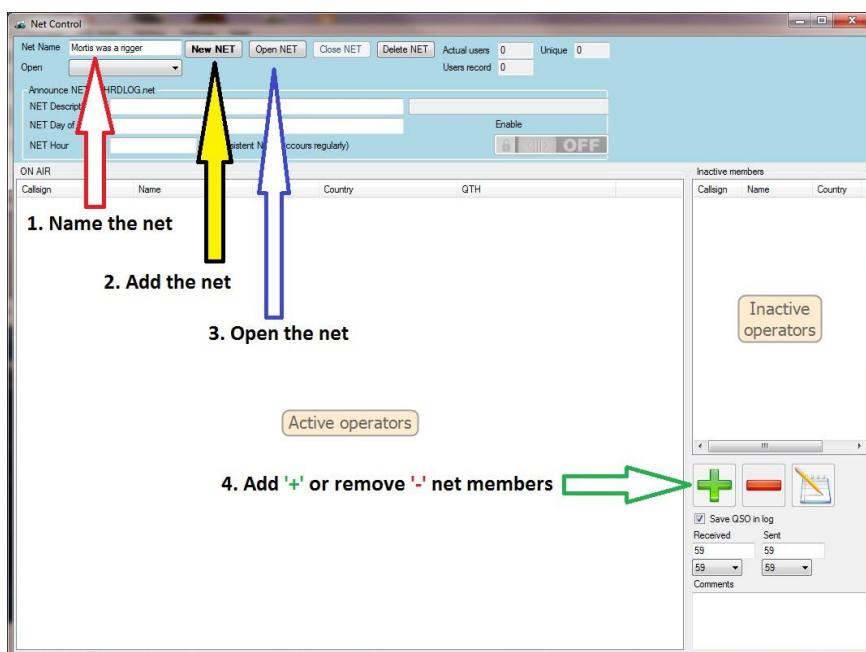 Net Control
Net Name Mortis was a rigger New NET Open NET Close NET Delete NET Actual users 0 Unique 0
Open Users record 0
Announce NET HRDLOG.net
NET
NET Day of Enable
NET Hour (occours regularly) OFF
ON AIR Inactive members
Callsign Name Country QTH Callsign Name Country
1. Name the net
2. Add the net
3. Open the net
Inactive
operators
Active operators
4. Add '+' or remove '-' net members
Save QSO in log
Received Sent
59 59
59 59
Comments